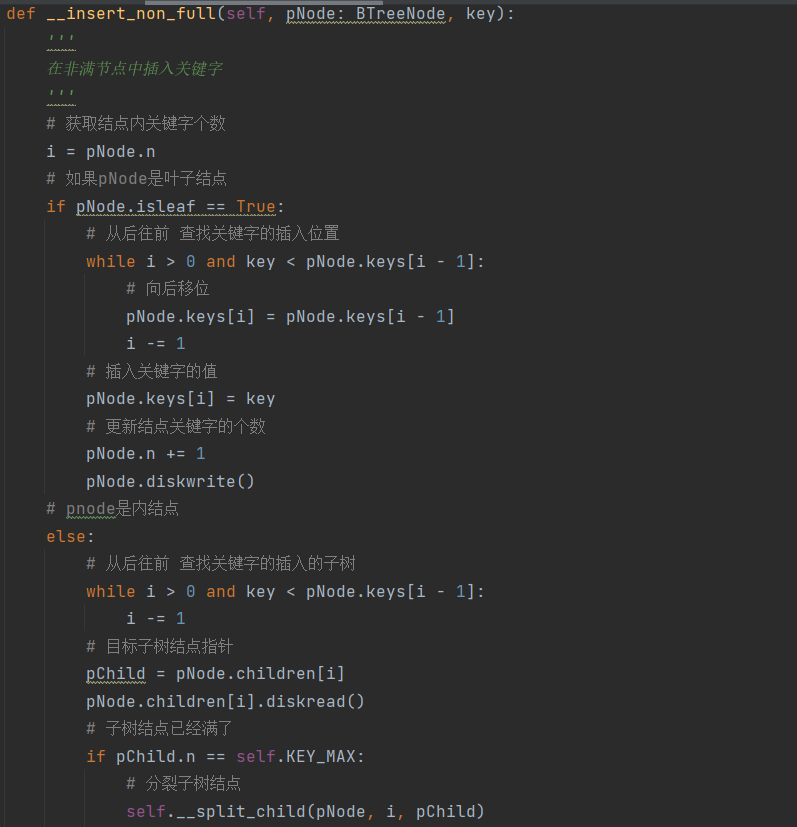 def __insert_non_full(self, pNode: BTreeNode, key):
    '''
    在非满节点中插入关键字
    '''
    # 获取结点内关键字个数
    i = pNode.n
    # 如果pNode是叶子结点
    if pNode.isleaf == True:
        # 从后往前 查找关键字的插入位置
        while i > 0 and key < pNode.keys[i - 1]:
            # 向后移位
            pNode.keys[i] = pNode.keys[i - 1]
            i -= 1
        # 插入关键字的值
        pNode.keys[i] = key
        # 更新结点关键字的个数
        pNode.n += 1
        pNode.diskwrite()
    # pnode是内结点
    else:
        # 从后往前 查找关键字的插入的子树
        while i > 0 and key < pNode.keys[i - 1]:
            i -= 1
        # 目标子树结点指针
        pChild = pNode.children[i]
        pNode.children[i].diskread()
        # 子树结点已经满了
        if pChild.n == self.KEY_MAX:
            # 分裂子树结点
            self.__split_child(pNode, i, pChild)